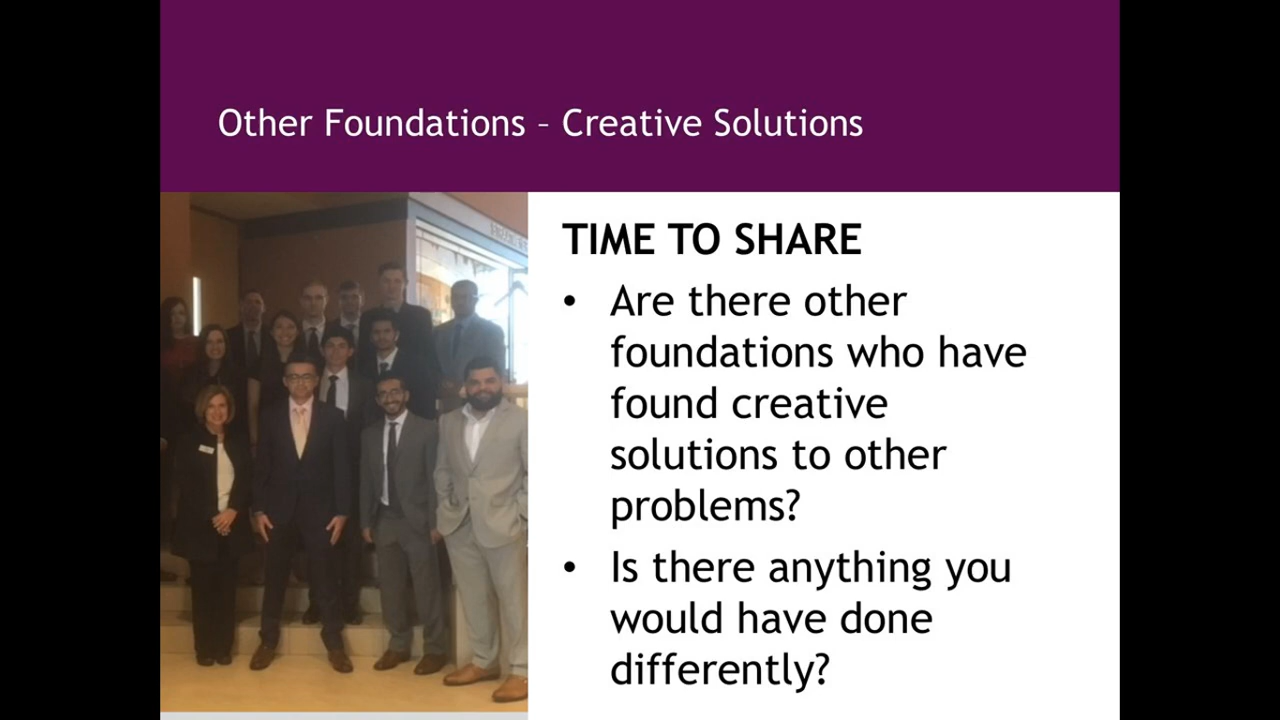 Other Foundations – Creative Solutions
TIME TO SHARE
• Are there other
foundations who have
found creative
solutions to other
problems?
• Is there anything you
would have done
differently?